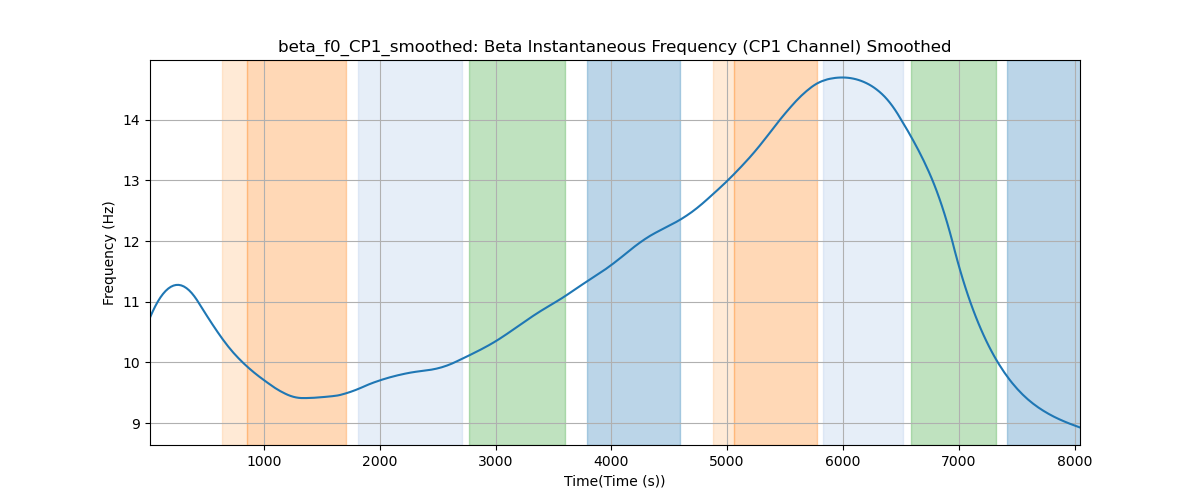 beta_f0_CP1_smoothed: Beta Instantaneous Frequency (CP1 Channel) Smoothed
Frequency (Hz)
14
13
12
11
10
9
1000 2000 3000 4000 5000 6000 7000 8000
Time(Time (s))